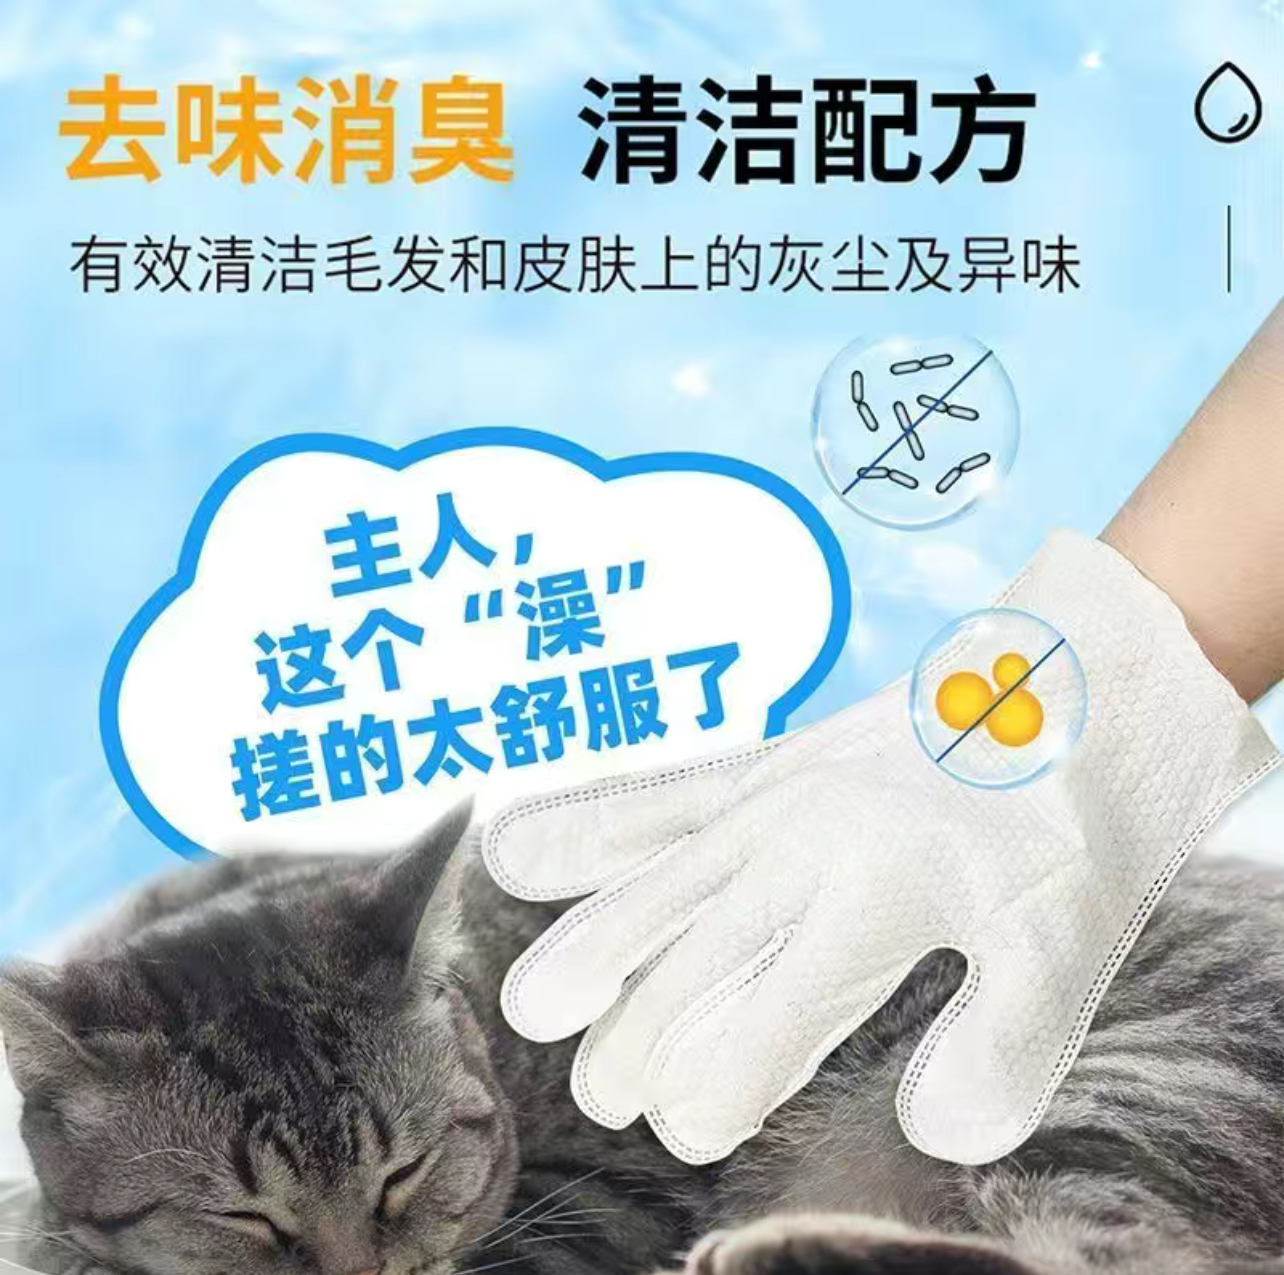 去味消臭 清洁配方
有效清洁毛发和皮肤上的灰尘及异味
主人，
这个“澡”
搓的太舒服了